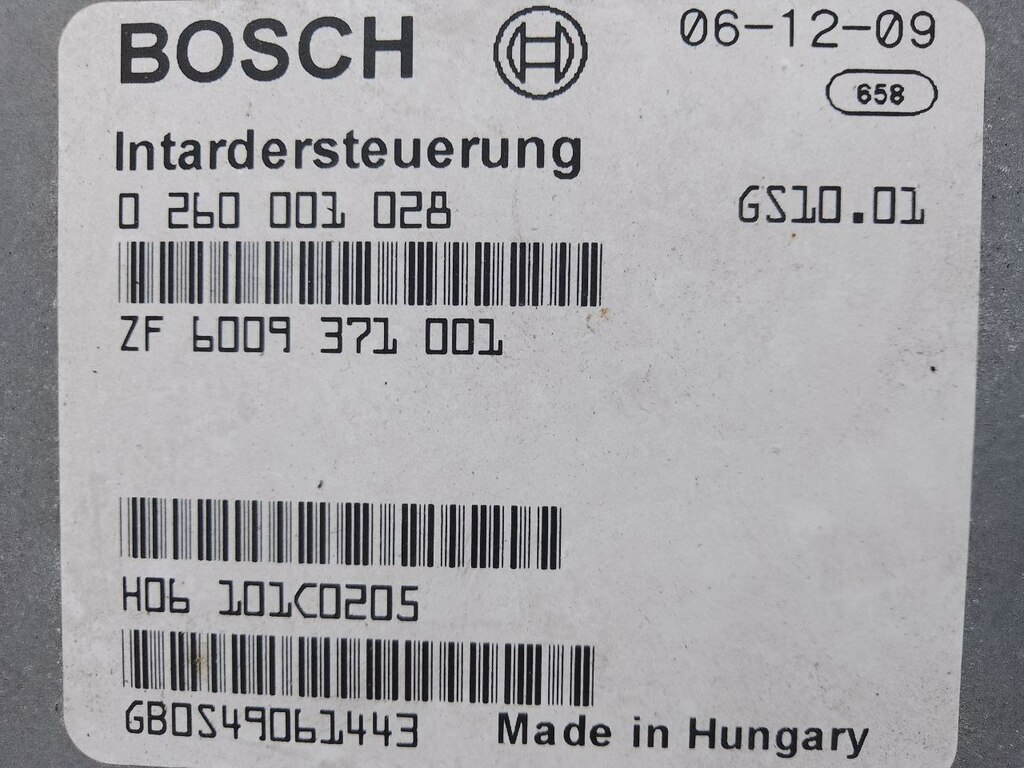 BOSCH 06-12-09
658
Intardersteuerung
0 260 001 028 GS10.01
ZF 6009 371 001
H06 101C0205
GB0S49061443 Made in Hungary